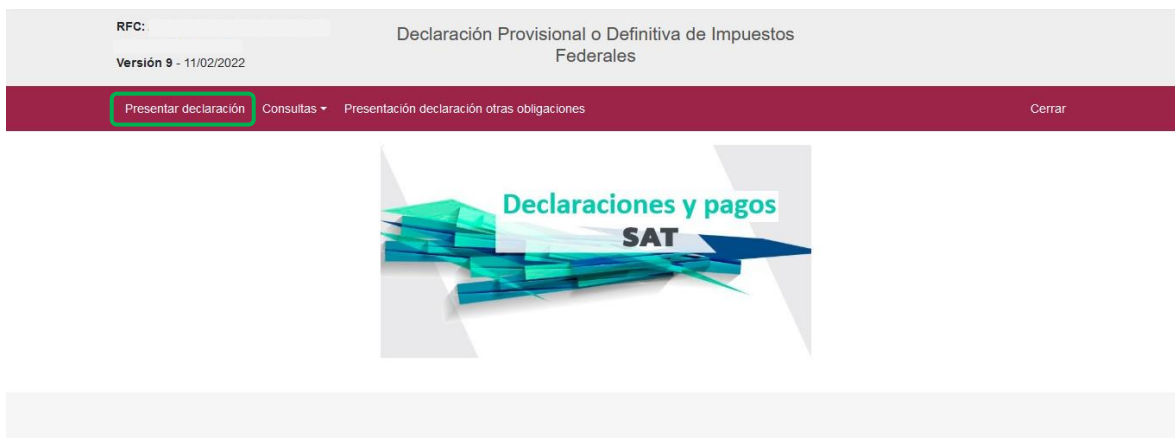 RFC:
Declaración Provisional o Definitiva de Impuestos
Federales
Versión 9 - 11/02/2022
Presentar declaración Consultas Presentación declaración otras obligaciones Cerrar
Declaraciones y pagos
SAT